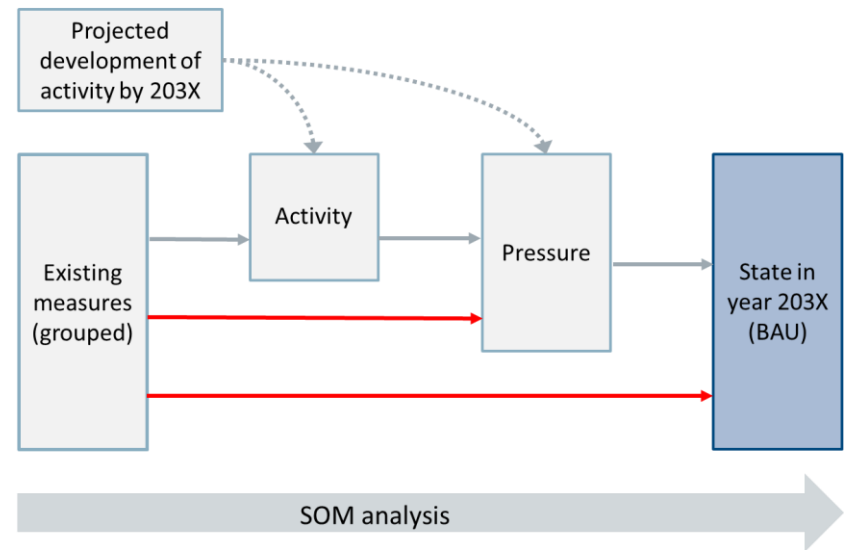 Projected
development of
activity by 203X
Activity
Pressure
Existing
measures
(grouped)
State in
year 203X
(BAU)
SOM analysis